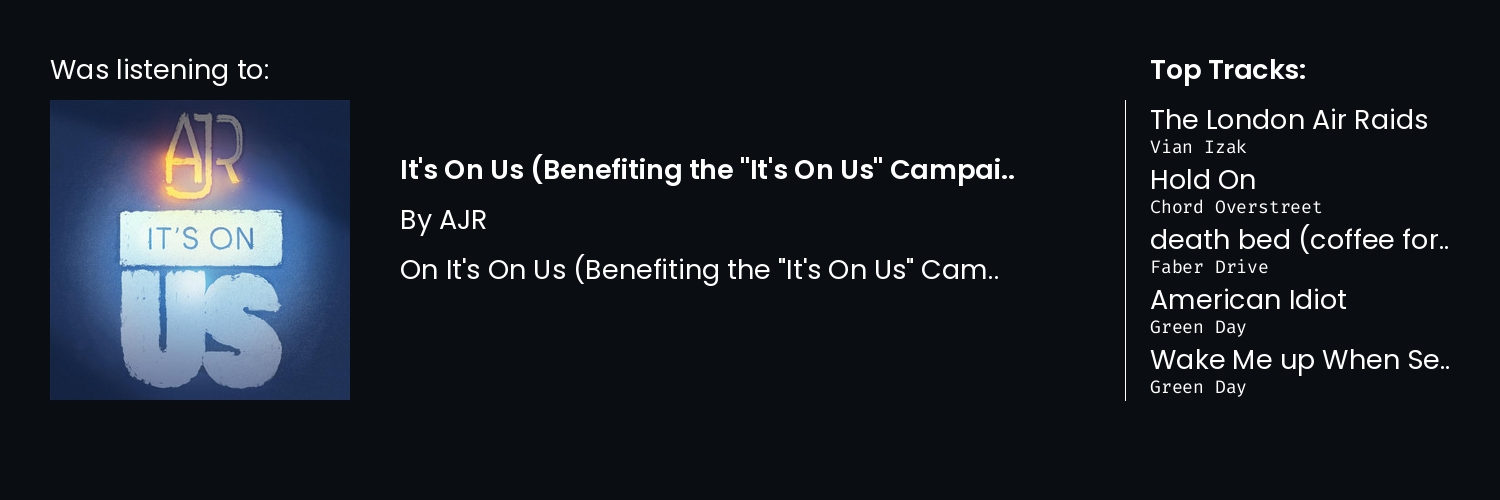 Was listening to:
AJR
IT'S ON
US
It's On Us (Benefiting the "It's On Us" Campai..
By AJR
On It's On Us (Benefiting the "It's On Us" Cam..
Top Tracks:
The London Air Raids
Vian Izak
Hold On
Chord Overstreet
death bed (coffee for..
Faber Drive
American Idiot
Green Day
Wake Me up When Se..
Green Day